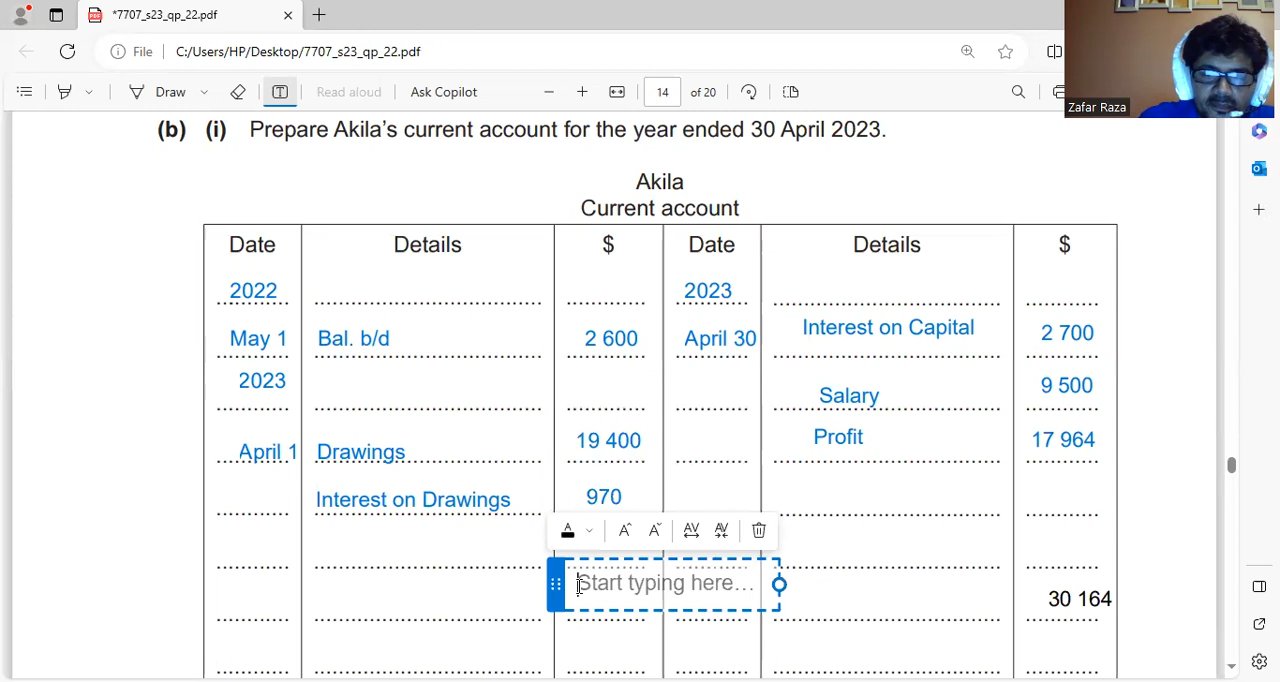 *7707_s23_qp_22.pdf
File C:/Users/HP/Desktop/7707_s23_qp_22.pdf
Draw Read aloud Ask Copilot 14 of 20
Zafar Raza
(b) (i) Prepare Akila's current account for the year ended 30 April 2023.
Akila
Current account
Date Details $ Date Details $
2022 2023
May 1 Bal. b/d 2 600 April 30 Interest on Capital 2 700
2023 Salary 9 500
April 1 Drawings 19 400 Profit 17 964
Interest on Drawings 970
Start typing here...
30 164